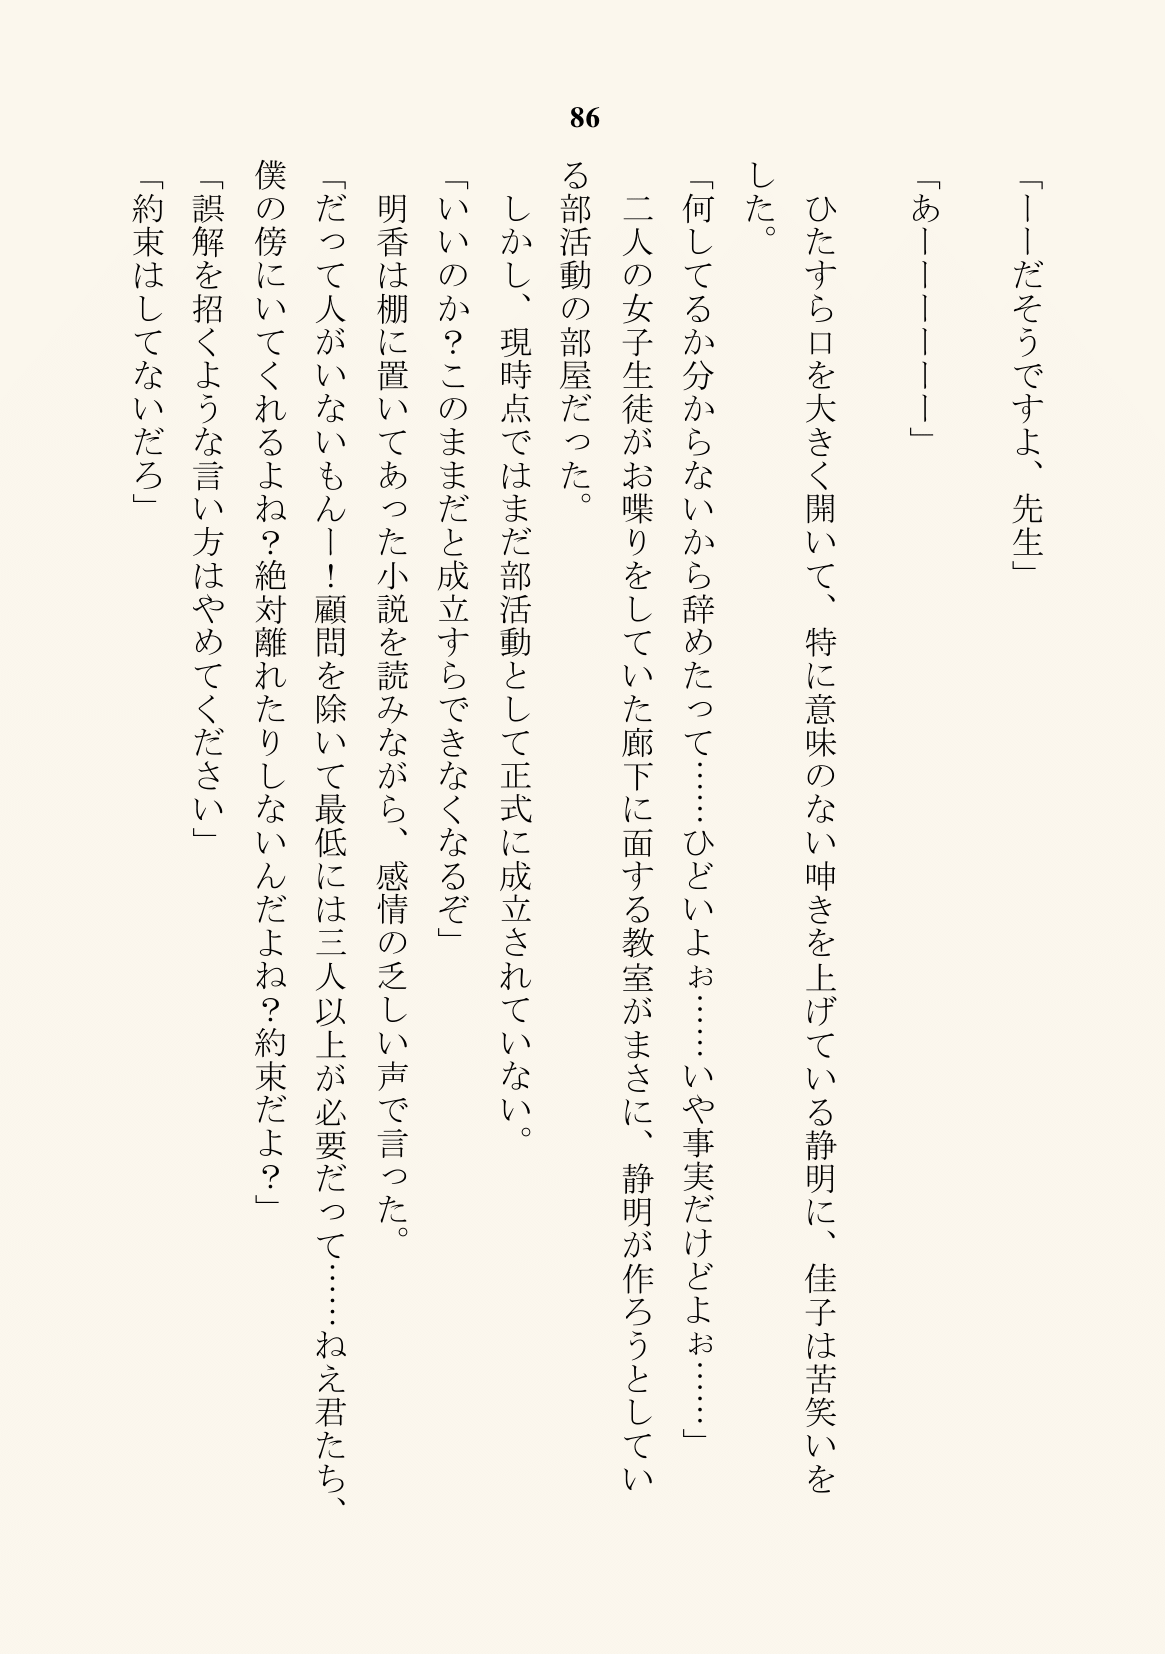 86
「ーーだそうですよ、先生」
「あーーーーーー」
ひたすら口を大きく開いて、特に意味のない呻きを上げている静明に、佳子は苦笑いを
した。
「何してるか分からないから辞めたって……ひどいよぉ……いや事実だけどよぉ……」
二人の女子生徒がお喋りをしていた廊下に面する教室がまさに、静明が作ろうとしてい
る部活動の部屋だった。
しかし、現時点ではまだ部活動として正式に成立されていない。
「いいのか？このままだと成立すらできなくなるぞ」
明香は棚に置いてあった小説を読みながら、感情の乏しい声で言った。
「だって人がいないもんー！顧問を除いて最低には三人以上が必要だって……ねえ君たち、
僕の傍にいてくれるよね？絶対離れたりしないんだよね？約束だよ？」
「誤解を招くような言い方はやめてください」
「約束はしてないだろ」